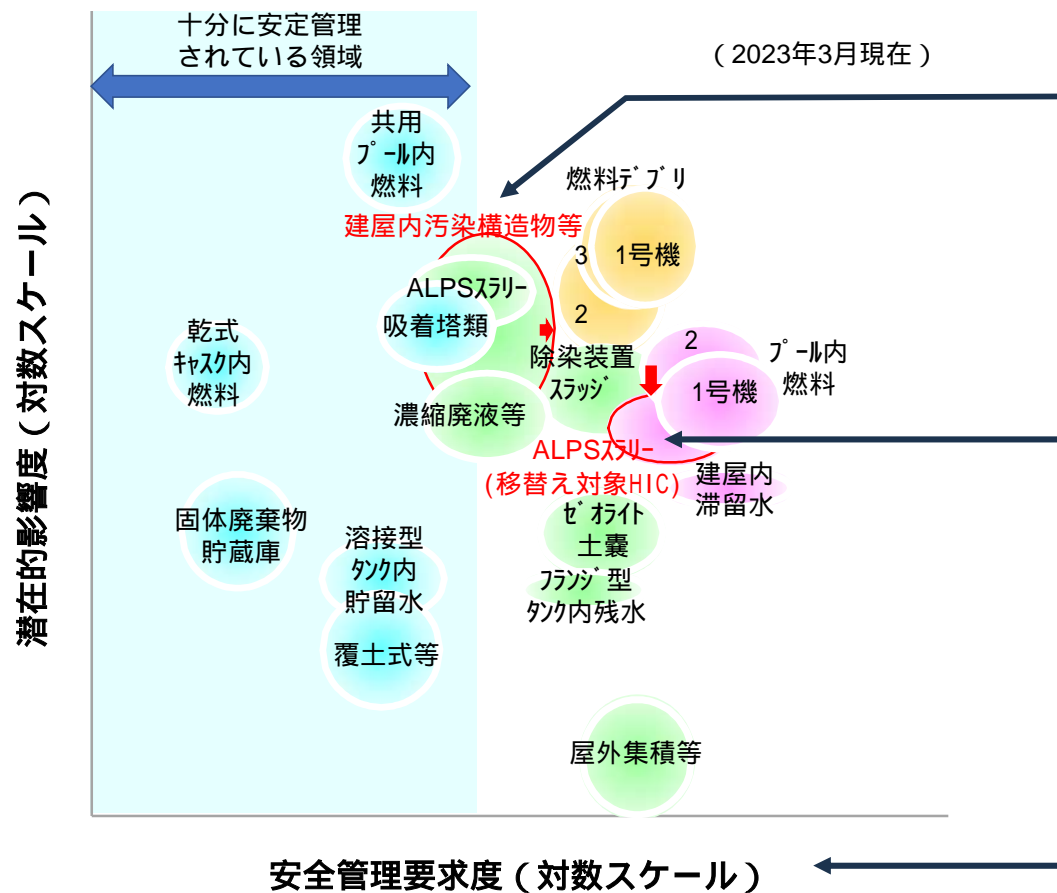 十分に安定管理
されている領域
（2023年3月現在）
共用
ﾌﾟｰﾙ内
燃料
燃料ﾃﾞﾌﾞﾘ
建屋内汚染構造物等
3
1号機
ALPSｽﾗﾘｰ
2
吸着塔類
乾式
ｷｬｽｸ内
燃料
除染装置
ｽﾗｯｼﾞ
2
ﾌﾟｰﾙ内
燃料
1号機
濃縮廃液等
ALPSｽﾗﾘｰ
(移替え対象HIC)
建屋内
滞留水
ｾﾞｵﾗｲﾄ
土嚢
固体廃棄物
貯蔵庫
溶接型
ﾀﾝｸ内
貯留水
ﾌﾗﾝｼﾞ型
ﾀﾝｸ内残水
覆土式等
屋外集積等
潜在的影響度（対数スケール）
安全管理要求度（対数スケール）